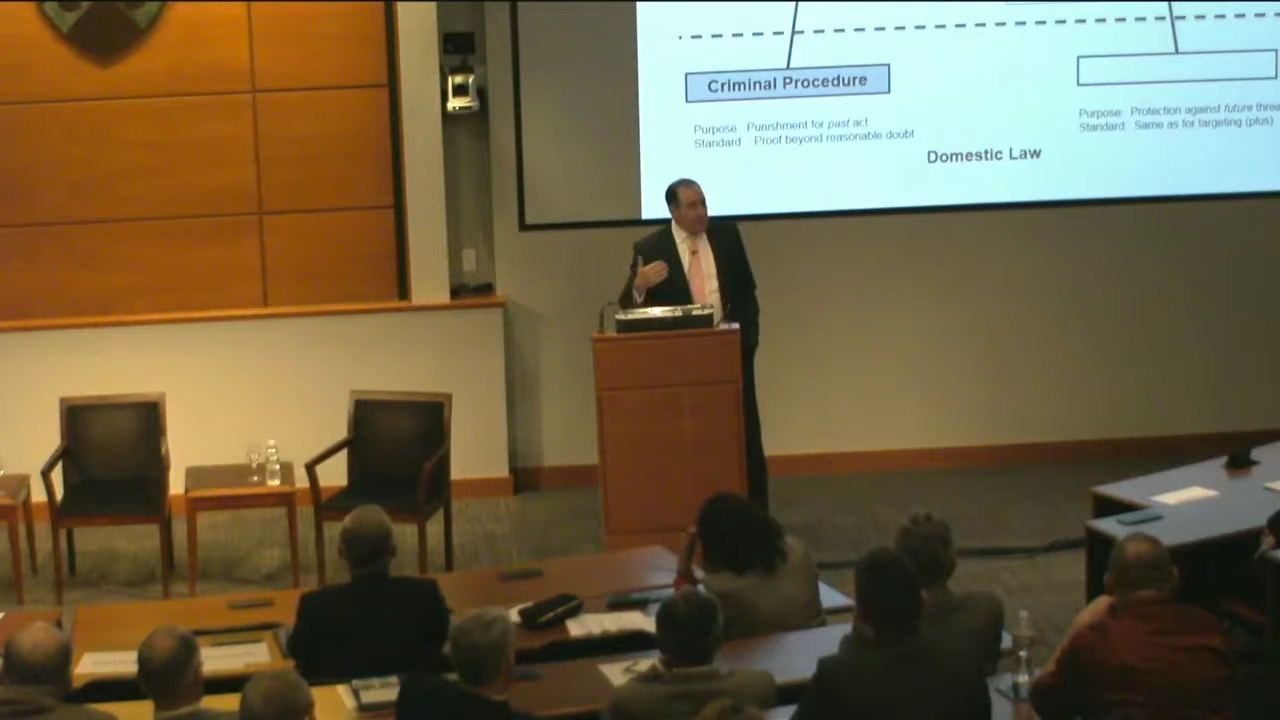 Criminal Procedure
Purpose: Punishment for past act
Standard: Proof beyond reasonable doubt
Purpose: Protection against future
Standard: Same as for targeting (plus)
Domestic Law